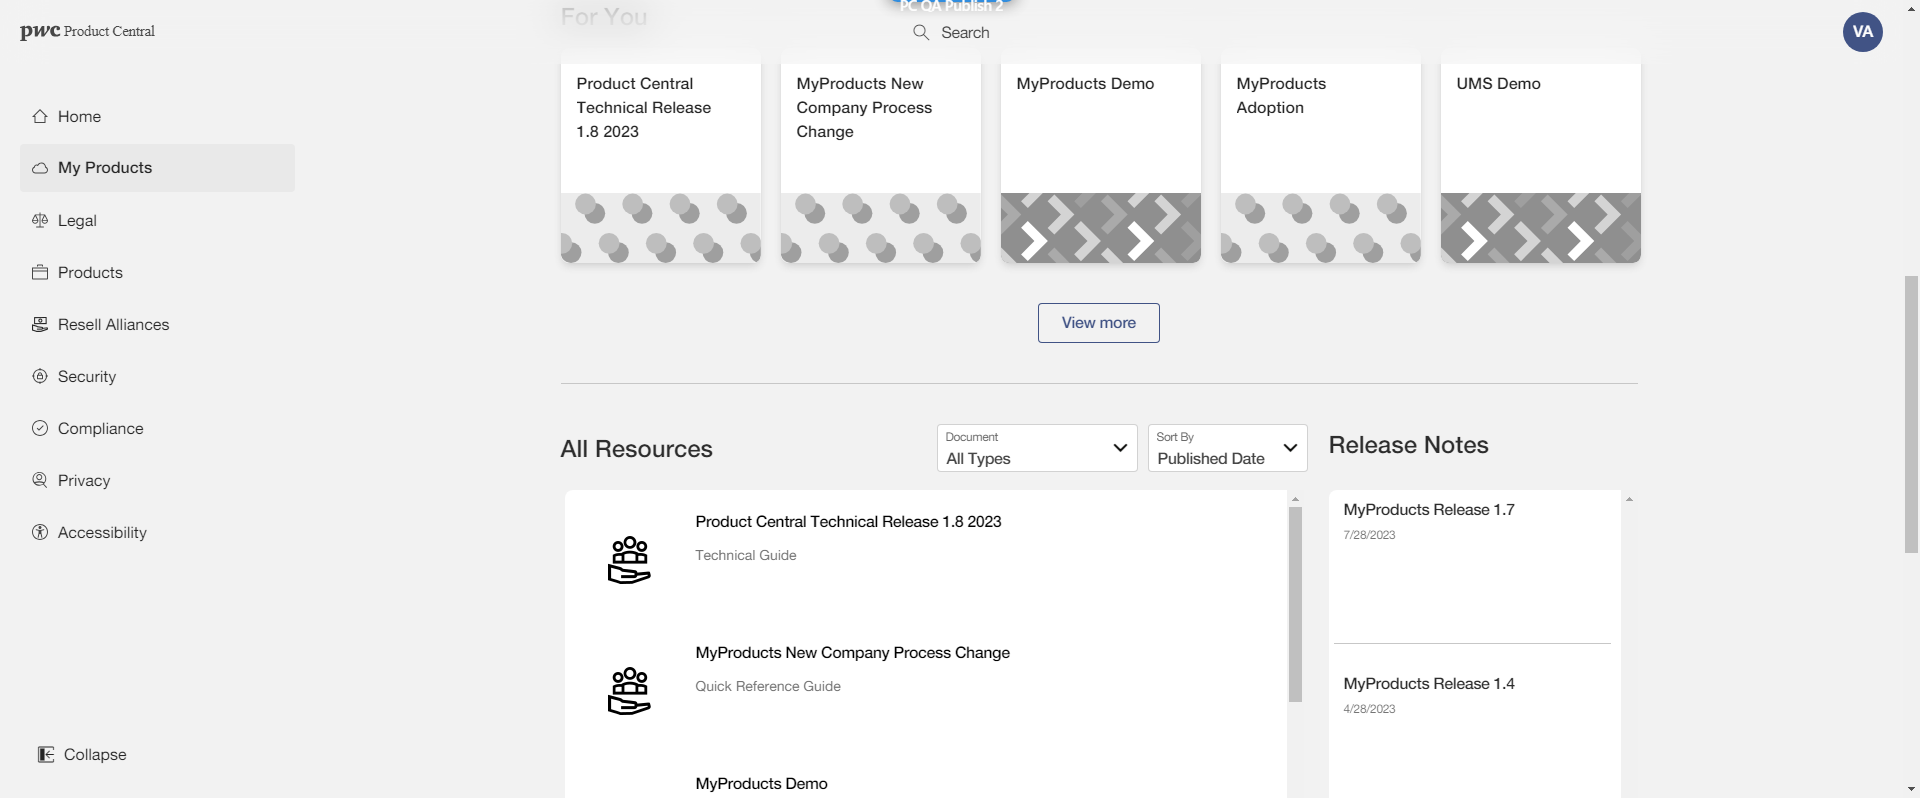 For You
PC QA Publish 2
pwc Product Central
Search
VA
Home
My Products
Legal
Products
Resell Alliances
Security
Compliance
Privacy
Accessibility
Collapse
Product Central
Technical Release
1.8 2023
MyProducts New
Company Process
Change
MyProducts Demo
MyProducts
Adoption
UMS Demo
View more
All Resources
Document
All Types
Sort By
Published Date
Product Central Technical Release 1.8 2023
Technical Guide
MyProducts New Company Process Change
Quick Reference Guide
MyProducts Demo
Release Notes
MyProducts Release 1.7
7/28/2023
MyProducts Release 1.4
4/28/2023